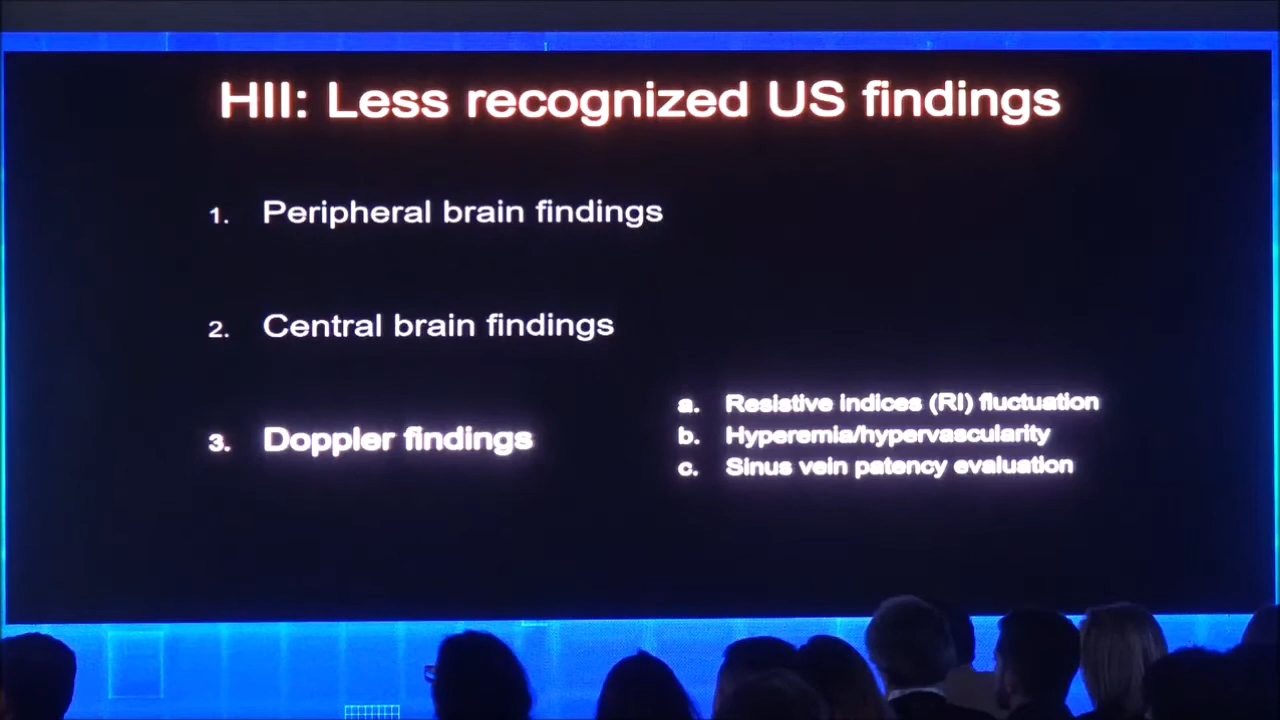 HII: Less recognized US findings
1. Peripheral brain findings
2. Central brain findings
3. Doppler findings
a. Resistive indices (RI) fluctuation
b. Hyperemia/hypervascularity
c. Sinus vein patency evaluation